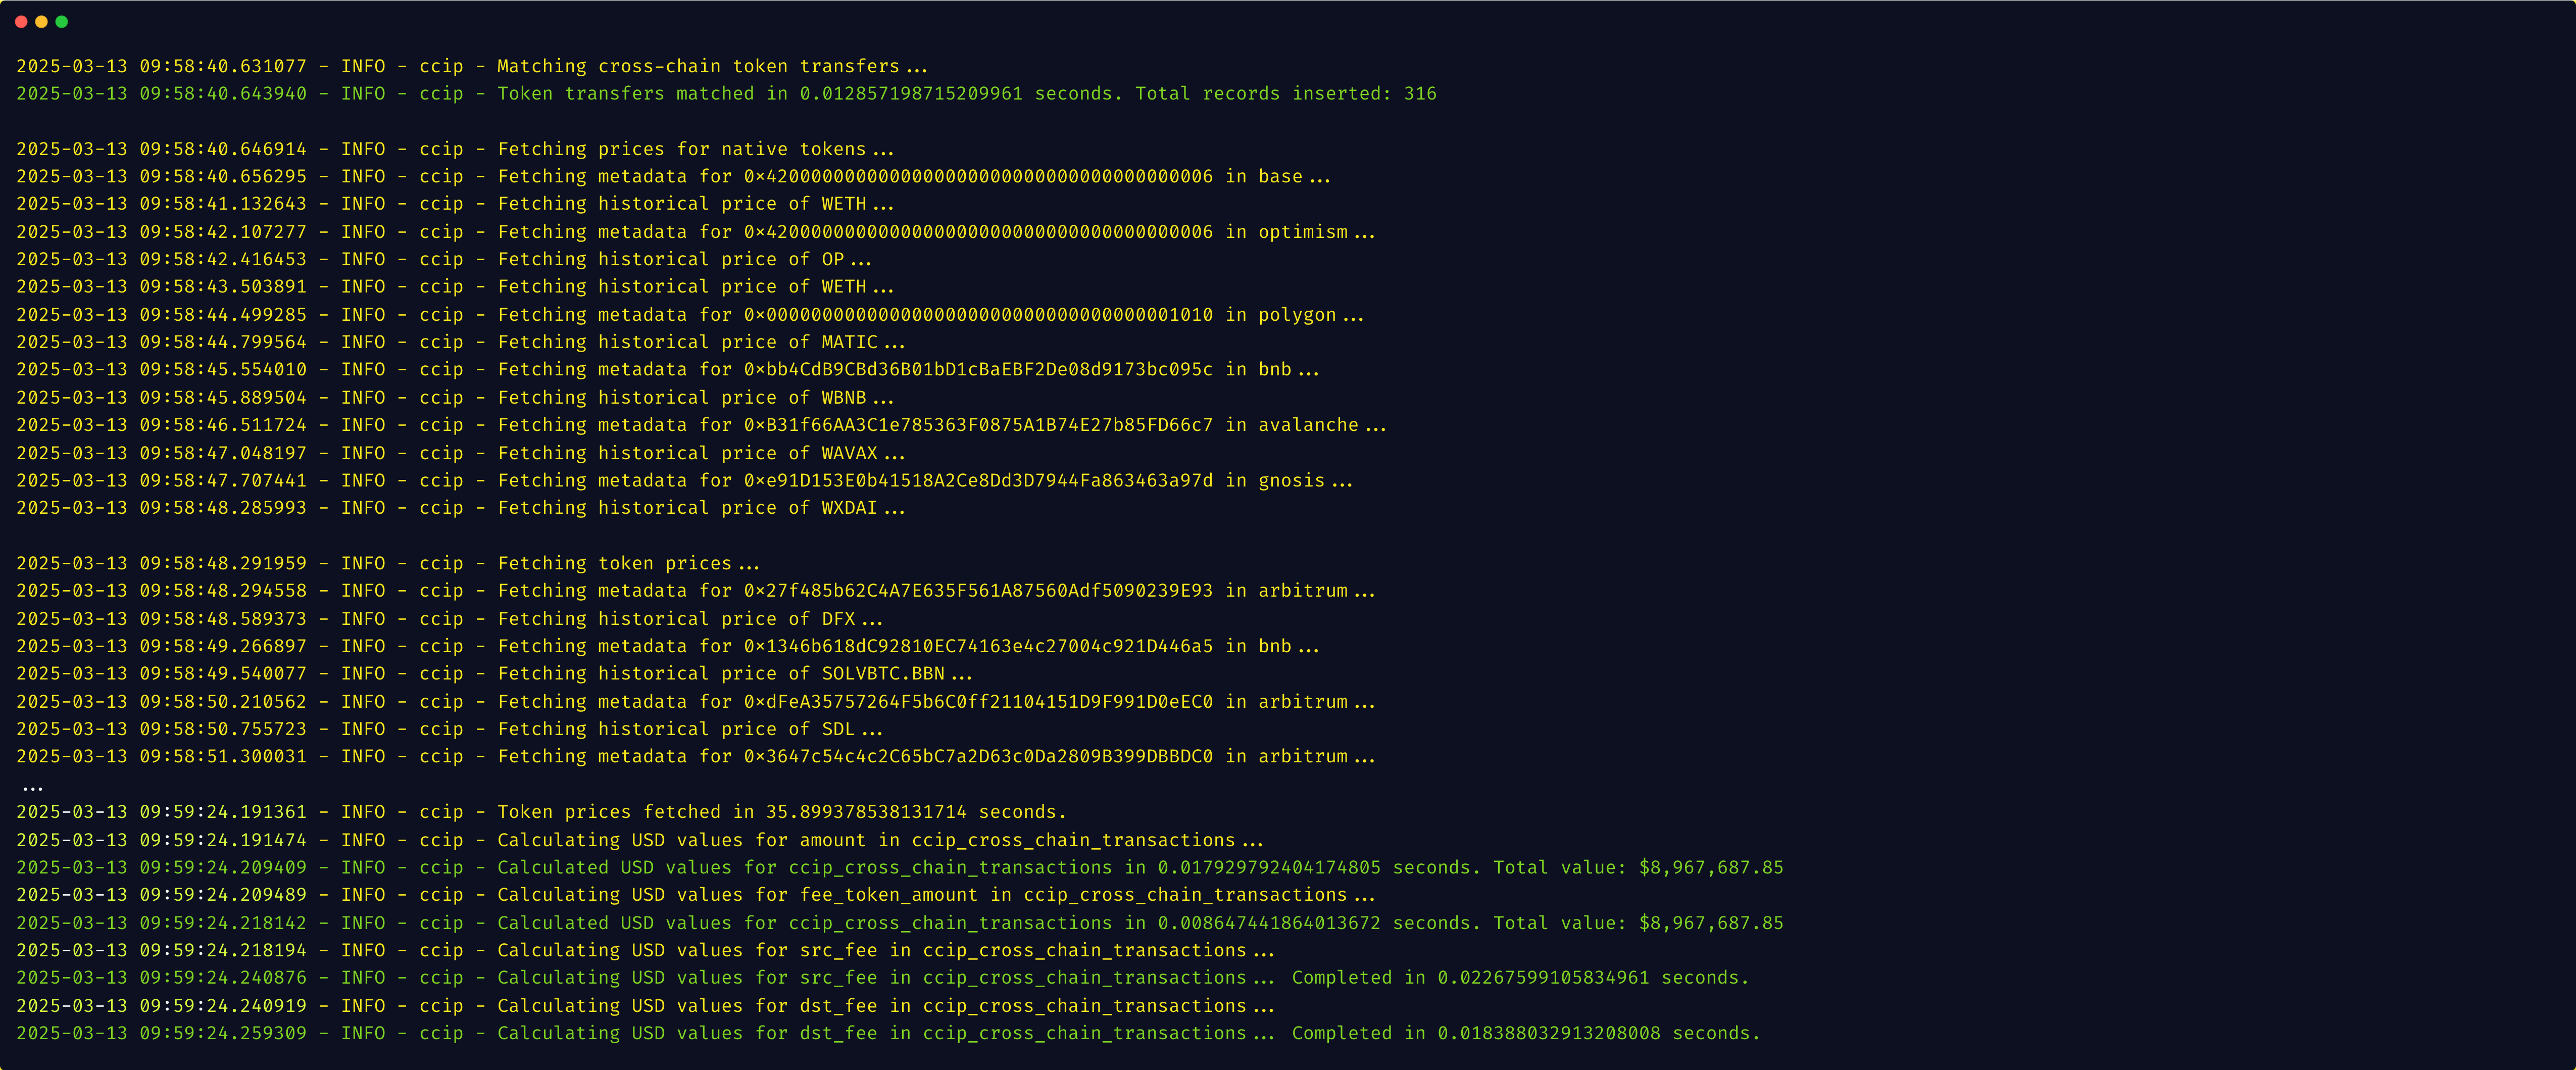 2025-03-13 09:58:40.631077 - INFO - ccip - Matching cross-chain token transfers...
2025-03-13 09:58:40.643940 - INFO - ccip - Token transfers matched in 0.012857198715209961 seconds. Total records inserted: 316
2025-03-13 09:58:40.646914 - INFO - ccip - Fetching prices for native tokens...
2025-03-13 09:58:40.656295 - INFO - ccip - Fetching metadata for 0x4200000000000000000000000000000000000006 in base...
2025-03-13 09:58:41.132643 - INFO - ccip - Fetching historical price of WETH...
2025-03-13 09:58:42.107277 - INFO - ccip - Fetching metadata for 0x4200000000000000000000000000000000000006 in optimism...
2025-03-13 09:58:42.416453 - INFO - ccip - Fetching historical price of OP...
2025-03-13 09:58:43.503891 - INFO - ccip - Fetching historical price of WETH...
2025-03-13 09:58:44.499285 - INFO - ccip - Fetching metadata for 0x0000000000000000000000000000000000001010 in polygon...
2025-03-13 09:58:44.799564 - INFO - ccip - Fetching historical price of MATIC...
2025-03-13 09:58:45.554010 - INFO - ccip - Fetching metadata for 0xbb4CdB9CBd36B01bD1cBaEBF2De08d9173bc095c in bnb...
2025-03-13 09:58:45.889504 - INFO - ccip - Fetching historical price of WBNB...
2025-03-13 09:58:46.511724 - INFO - ccip - Fetching metadata for 0xB31f66AA3C1e785363F0875A1B74E27b85FD66c7 in avalanche...
2025-03-13 09:58:47.048197 - INFO - ccip - Fetching historical price of WAVAX...
2025-03-13 09:58:47.707441 - INFO - ccip - Fetching metadata for 0xe91D153E0b41518A2Ce8Dd3D7944Fa863463a97d in gnosis...
2025-03-13 09:58:48.285993 - INFO - ccip - Fetching historical price of WXDAI...
2025-03-13 09:58:48.291959 - INFO - ccip - Fetching token prices...
2025-03-13 09:58:48.294558 - INFO - ccip - Fetching metadata for 0x27f485b62C4A7E635F561A87560Adf5090239E93 in arbitrum...
2025-03-13 09:58:48.589373 - INFO - ccip - Fetching historical price of DFX...
2025-03-13 09:58:49.266897 - INFO - ccip - Fetching metadata for 0x1346b618dC92810EC74163e4c27004c921D446a5 in bnb...
2025-03-13 09:58:49.540077 - INFO - ccip - Fetching historical price of SOLVBTC.BBN...
2025-03-13 09:58:50.210562 - INFO - ccip - Fetching metadata for 0xdFeA35757264F5b6C0ff21104151D9F991D0eEC0 in arbitrum...
2025-03-13 09:58:50.755723 - INFO - ccip - Fetching historical price of SDL...
2025-03-13 09:58:51.300031 - INFO - ccip - Fetching metadata for 0x3647c54c4c2C65bC7a2D63c0Da2809B399DBBDC0 in arbitrum...
...
2025-03-13 09:59:24.191361 - INFO - ccip - Token prices fetched in 35.899378538131714 seconds.
2025-03-13 09:59:24.191474 - INFO - ccip - Calculating USD values for amount in ccip_cross_chain_transactions...
2025-03-13 09:59:24.209409 - INFO - ccip - Calculated USD values for ccip_cross_chain_transactions in 0.017929792404174805 seconds. Total value: $8,967,687.85
2025-03-13 09:59:24.209489 - INFO - ccip - Calculating USD values for fee_token_amount in ccip_cross_chain_transactions...
2025-03-13 09:59:24.218142 - INFO - ccip - Calculated USD values for ccip_cross_chain_transactions in 0.008647441864013672 seconds. Total value: $8,967,687.85
2025-03-13 09:59:24.218194 - INFO - ccip - Calculating USD values for src_fee in ccip_cross_chain_transactions...
2025-03-13 09:59:24.240876 - INFO - ccip - Calculating USD values for src_fee in ccip_cross_chain_transactions... Completed in 0.02267599105834961 seconds.
2025-03-13 09:59:24.240919 - INFO - ccip - Calculating USD values for dst_fee in ccip_cross_chain_transactions...
2025-03-13 09:59:24.259309 - INFO - ccip - Calculating USD values for dst_fee in ccip_cross_chain_transactions... Completed in 0.018388032913208008 seconds.